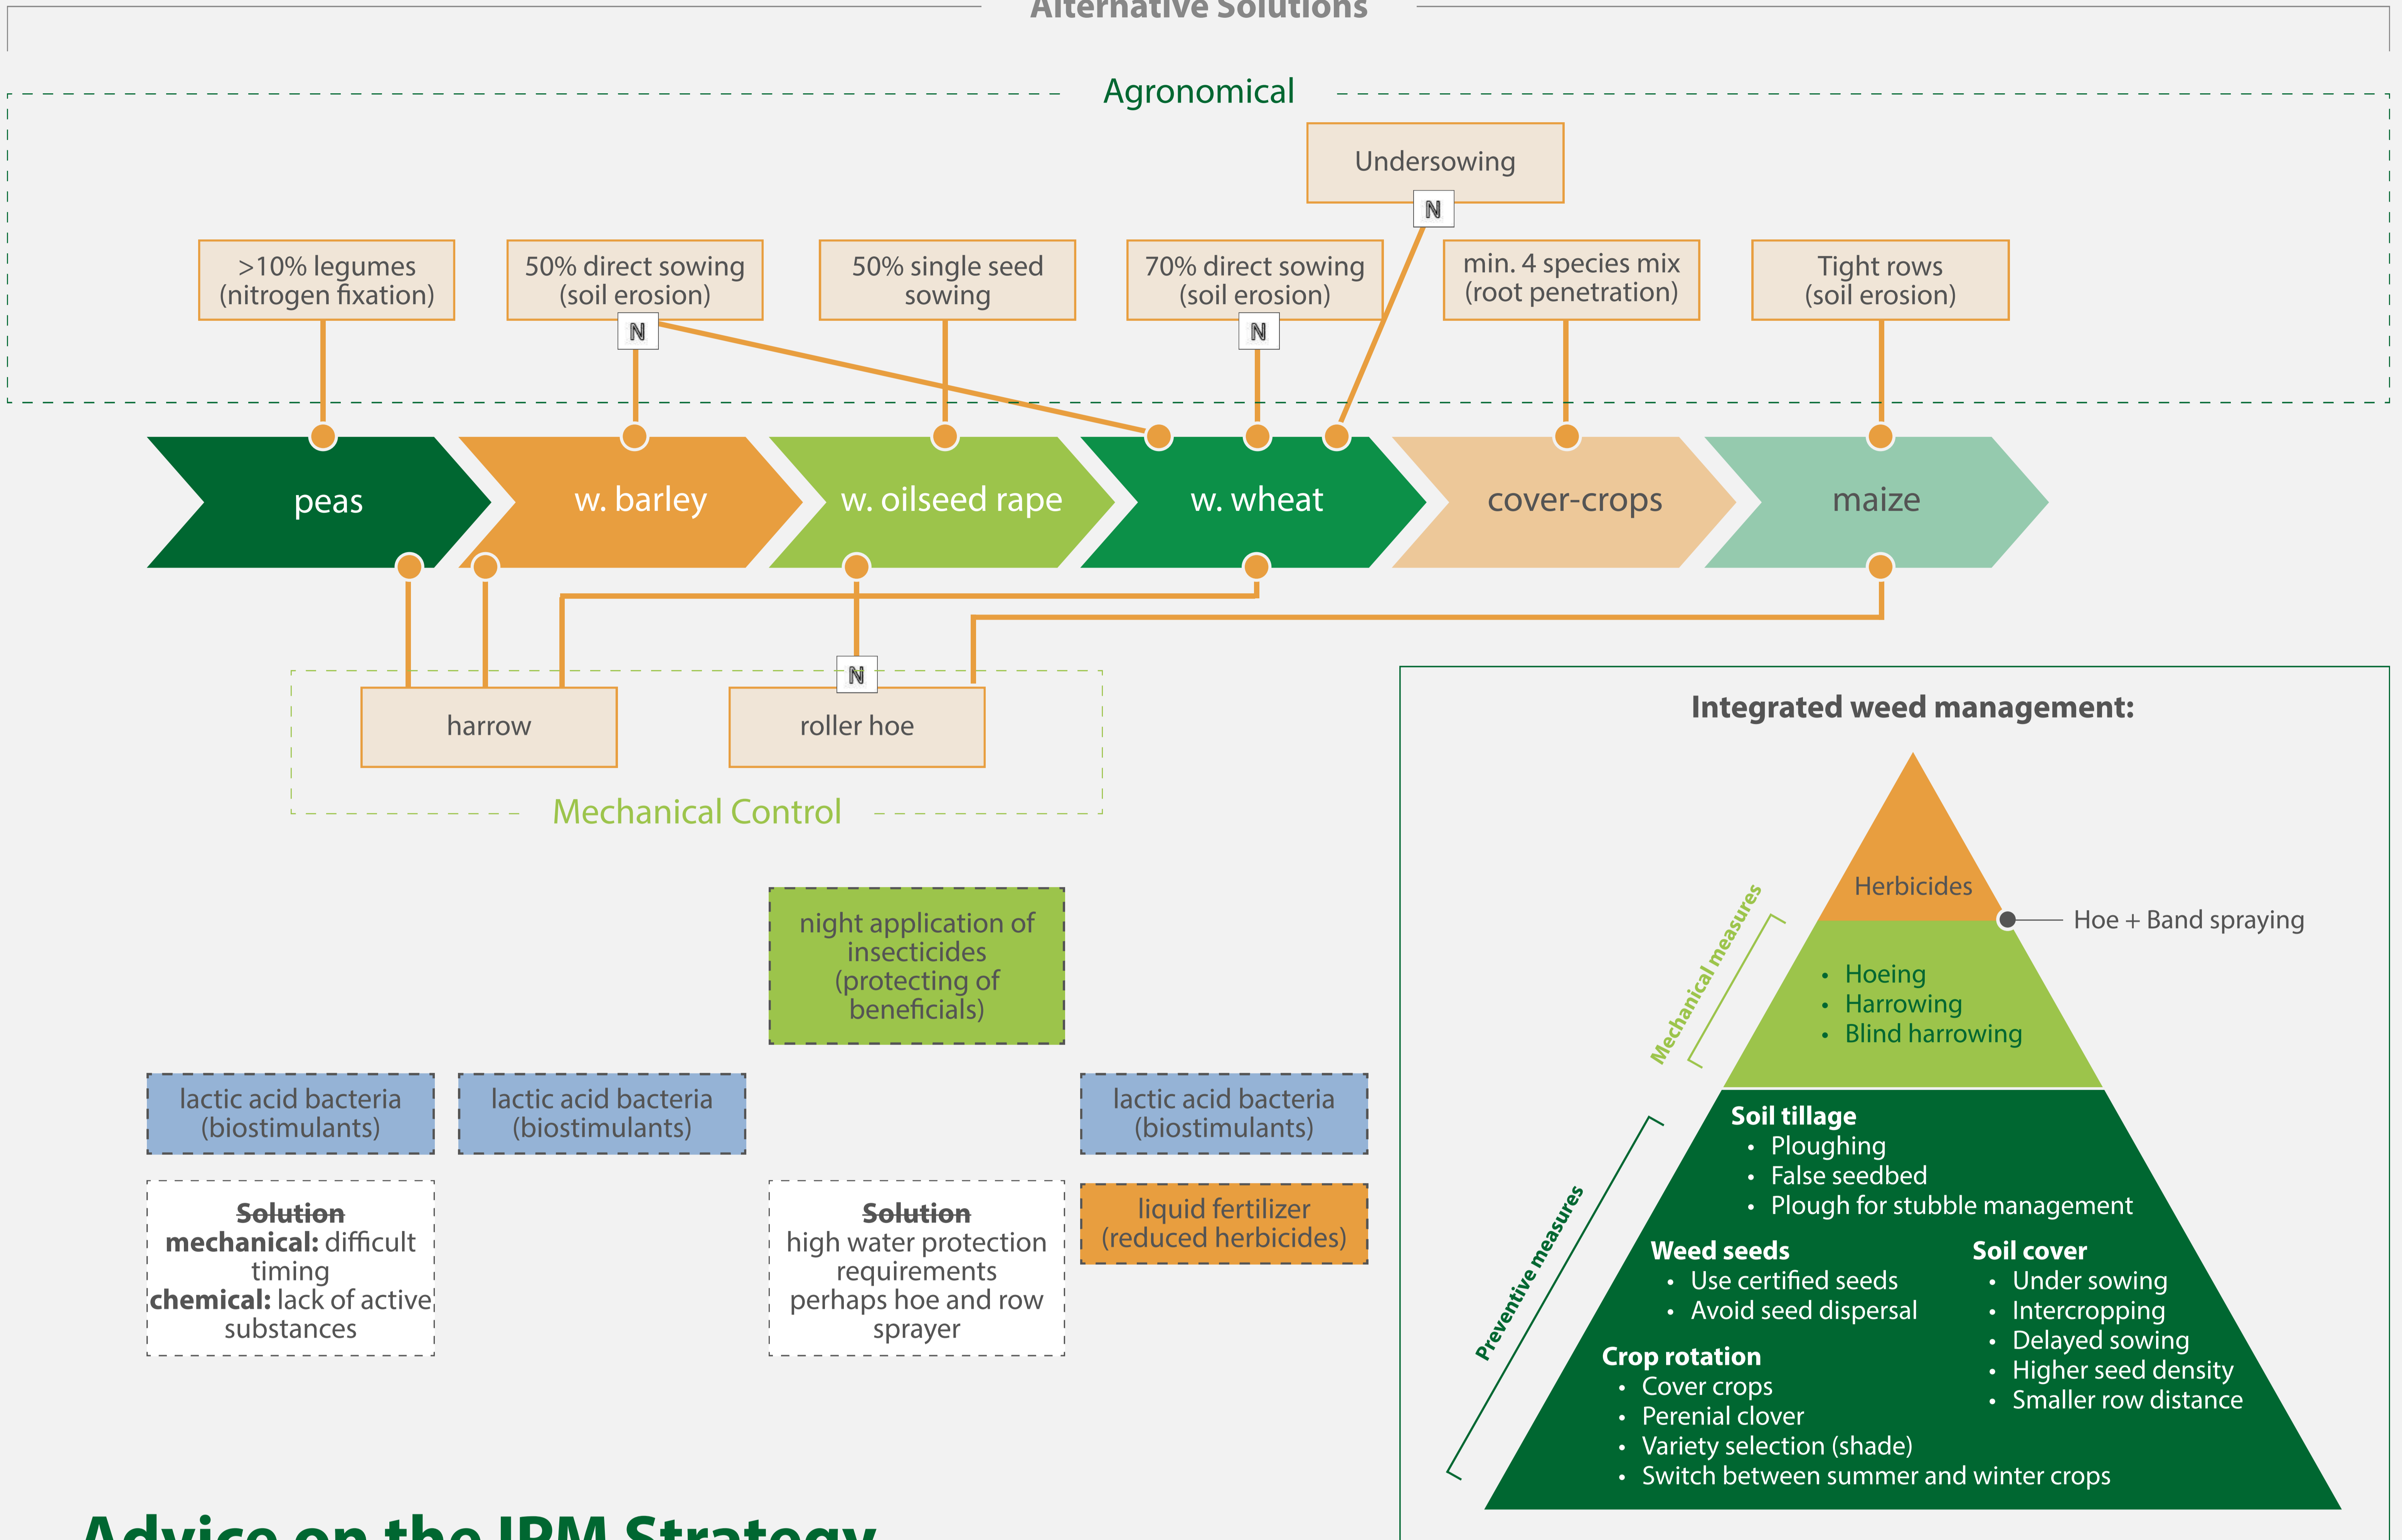 Alternative Solutions
Agronomical
Undersowing
N
>10% legumes
(nitrogen fixation)
50% direct sowing
(soil erosion)
N
50% single seed
sowing
70% direct sowing
(soil erosion)
N
min. 4 species mix
(root penetration)
Tight rows
(soil erosion)
peas
w. barley
w. oilseed rape
w. wheat
cover-crops
maize
harrow
N
roller hoe
Mechanical Control
night application of
insecticides
(protecting of
beneficials)
lactic acid bacteria
(biostimulants)
lactic acid bacteria
(biostimulants)
lactic acid bacteria
(biostimulants)
Solution
mechanical: difficult
timing
chemical: lack of active
substances
Solution
high water protection
requirements
perhaps hoe and row
sprayer
liquid fertilizer
(reduced herbicides)
Integrated weed management:
Herbicides
Hoe + Band spraying
Mechanical measures
• Hoeing
• Harrowing
• Blind harrowing
Preventive measures
Soil tillage
• Ploughing
• False seedbed
• Plough for stubble management
Weed seeds
• Use certified seeds
• Avoid seed dispersal
Soil cover
• Under sowing
• Intercropping
• Delayed sowing
• Higher seed density
• Smaller row distance
Crop rotation
• Cover crops
• Perenial clover
• Variety selection (shade)
• Switch between summer and winter crops
Advice on the IPM Strategy